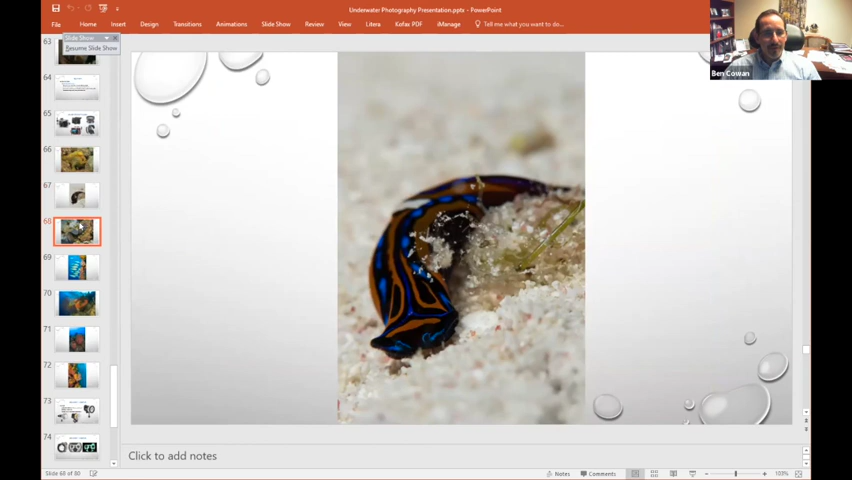 Underwater Photography Presentation.pptx - PowerPoint
File Home Insert Design Transitions Animations Slide Show Review View Litera Kofax PDF iManage Tell me what you want to do...
Slide Show
Resume Slide Show
Ben Cowan
63
64
65
66
67
68
69
70
71
72
73
74
Click to add notes
Slide 68 of 80
Notes Comments 103%